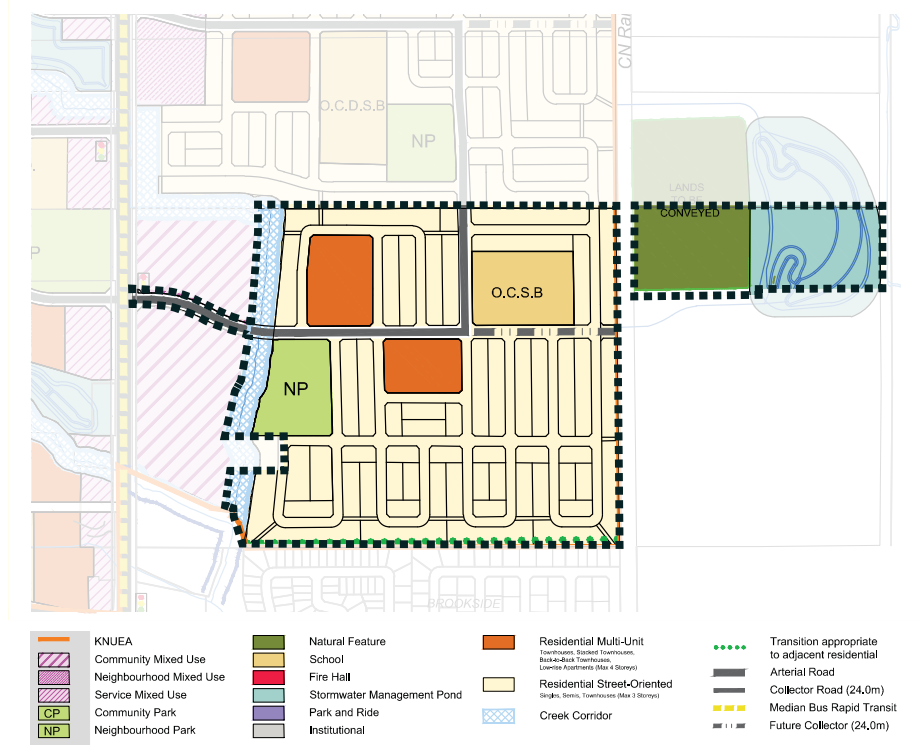 CN Rai
O.C.D.S.B
NP
LANDS
CONVEYED
P
O.C.S.B
NP
BROOKSIDE
KNUEA
Community Mixed Use
Neighbourhood Mixed Use
Service Mixed Use
CP Community Park
NP Neighbourhood Park
Natural Feature
School
Fire Hall
Stormwater Management Pond
Park and Ride
Institutional
Residential Multi-Unit
Townhouses, Stacked Townhouses,
Back-to-Back Townhouses,
Low-rise Apartments (Max 4 Storeys)
Residential Street-Oriented
Singles, Semis, Townhouses (Max 3 Storeys)
Creek Corridor
Transition appropriate
to adjacent residential
Arterial Road
Collector Road (24.0m)
Median Bus Rapid Transit
Future Collector (24.0m)